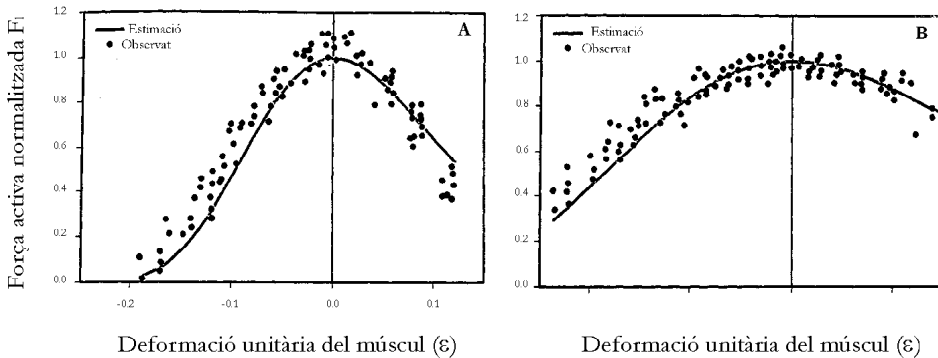 Força activa normalitzada F1
1.2
1.0
0.8
0.6
0.4
0.2
0.0
Estimació
Observat
A
-0.2
-0.1
0.0
0.1
Deformació unitària del múscul (ε)
1.2
1.0
0.8
0.6
0.4
0.2
0.0
Estimació
Observat
B
Deformació unitària del múscul (ε)